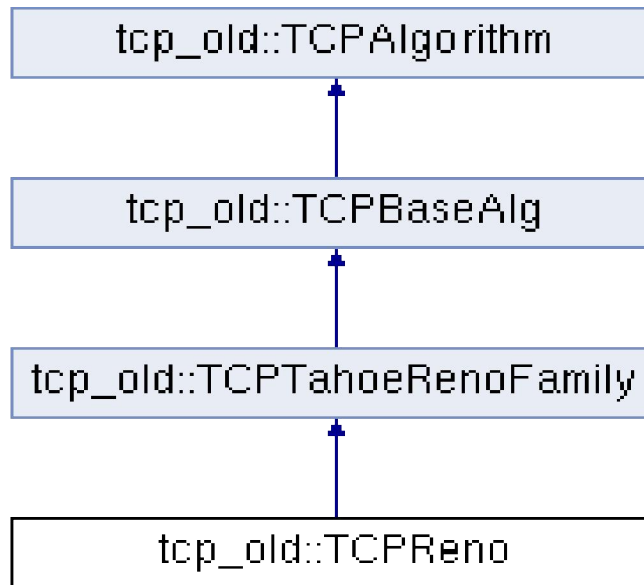 tcp_old::TCPAlgorithm
tcp_old::TCPBaseAlg
tcp_old::TCPTahoeRenoFamily
tcp_old::TCPReno